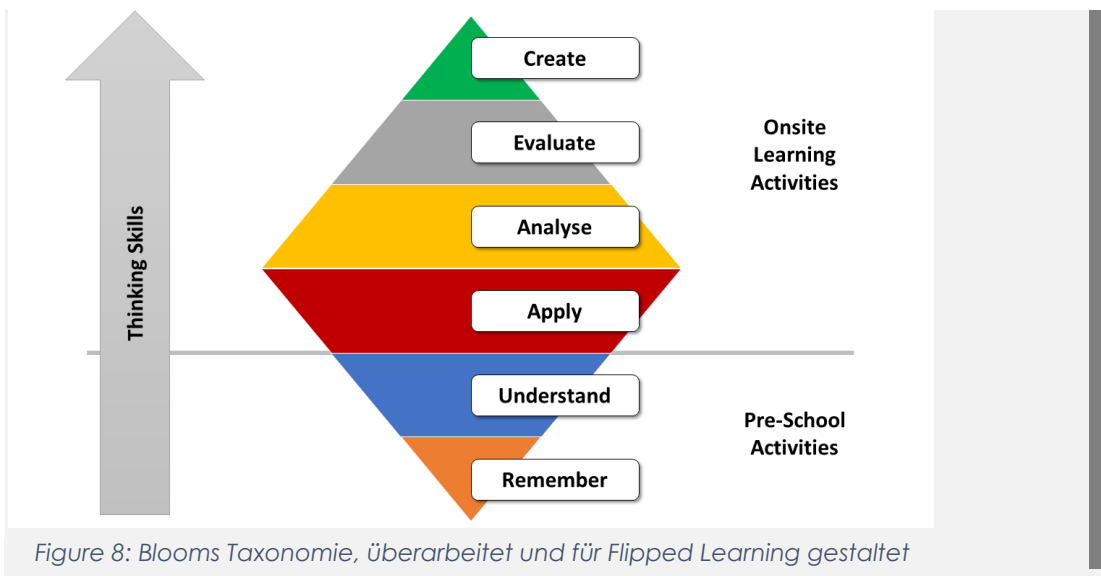 Create
Evaluate
Onsite
Learning
Activities
Analyse
Thinking Skills
Apply
Understand
Pre-School
Activities
Remember
Figure 8: Blooms Taxonomie, überarbeitet und für Flipped Learning gestaltet